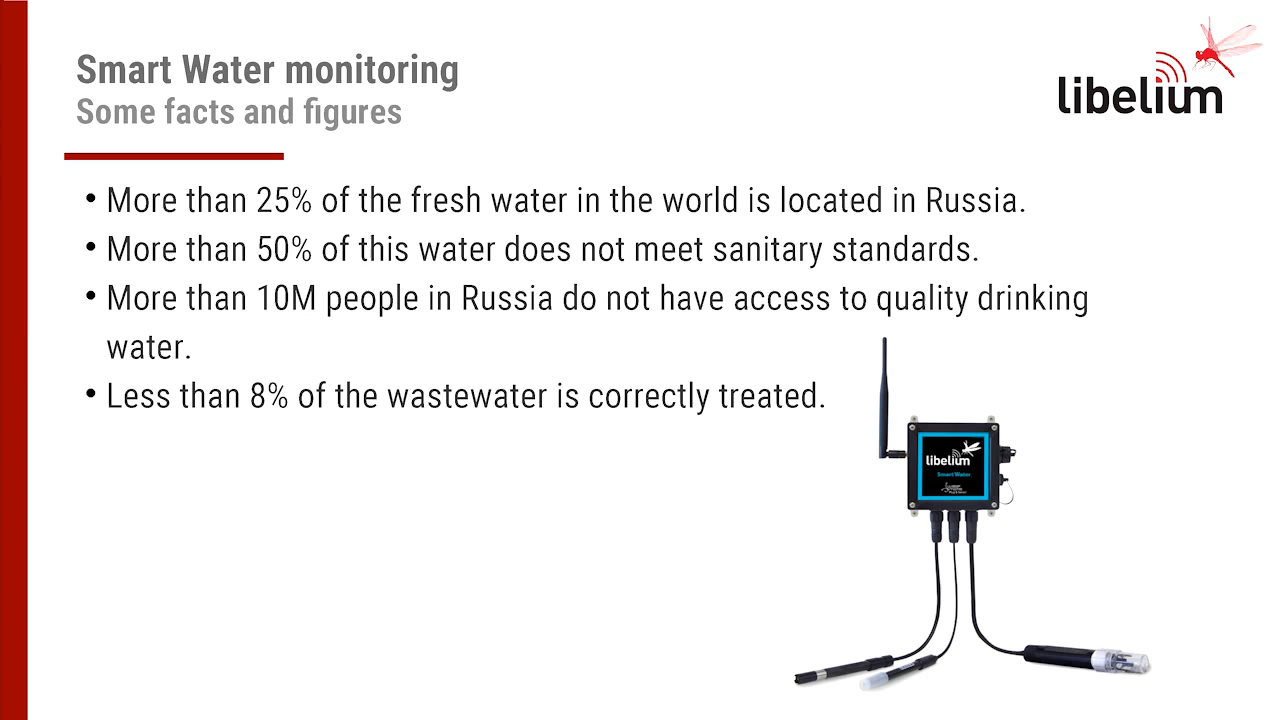 Smart Water monitoring
Some facts and figures
libelium
• More than 25% of the fresh water in the world is located in Russia.
• More than 50% of this water does not meet sanitary standards.
• More than 10M people in Russia do not have access to quality drinking
water.
• Less than 8% of the wastewater is correctly treated.
libelium
Smart Water